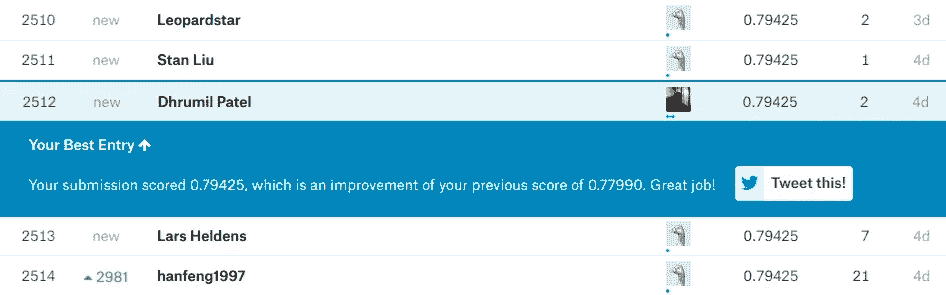 2510 new Leopardstar 0.79425 2 3d
2511 new Stan Liu 0.79425 1 4d
2512 new Dhrumil Patel 0.79425 2 4d
Your Best Entry
Your submission scored 0.79425, which is an improvement of your previous score of 0.77990. Great job! Tweet this!
2513 new Lars Heldens 0.79425 7 4d
2514 2981 hanfeng1997 0.79425 21 4d